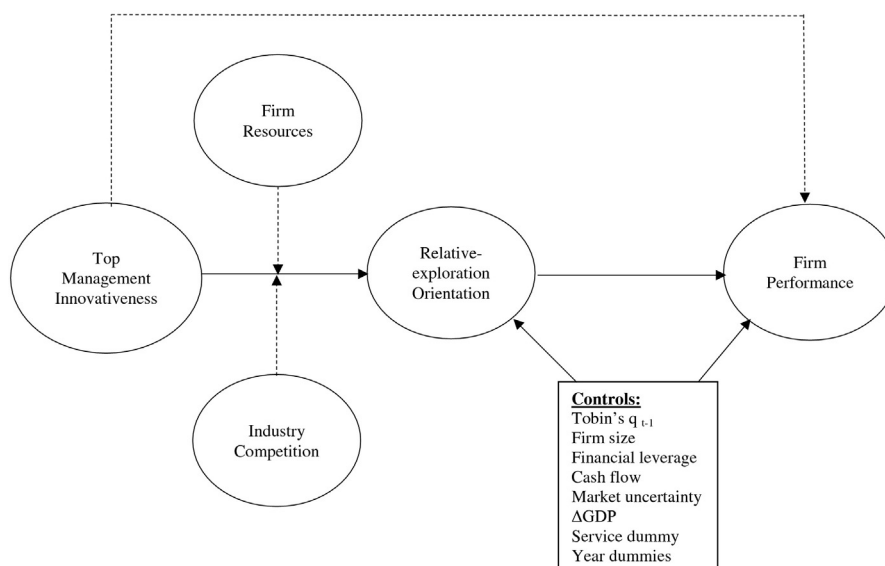 Firm
Resources
Top
Management
Innovativeness
Relative-
exploration
Orientation
Firm
Performance
Industry
Competition
Controls:
Tobin's q t-1
Firm size
Financial leverage
Cash flow
Market uncertainty
ΔGDP
Service dummy
Year dummies